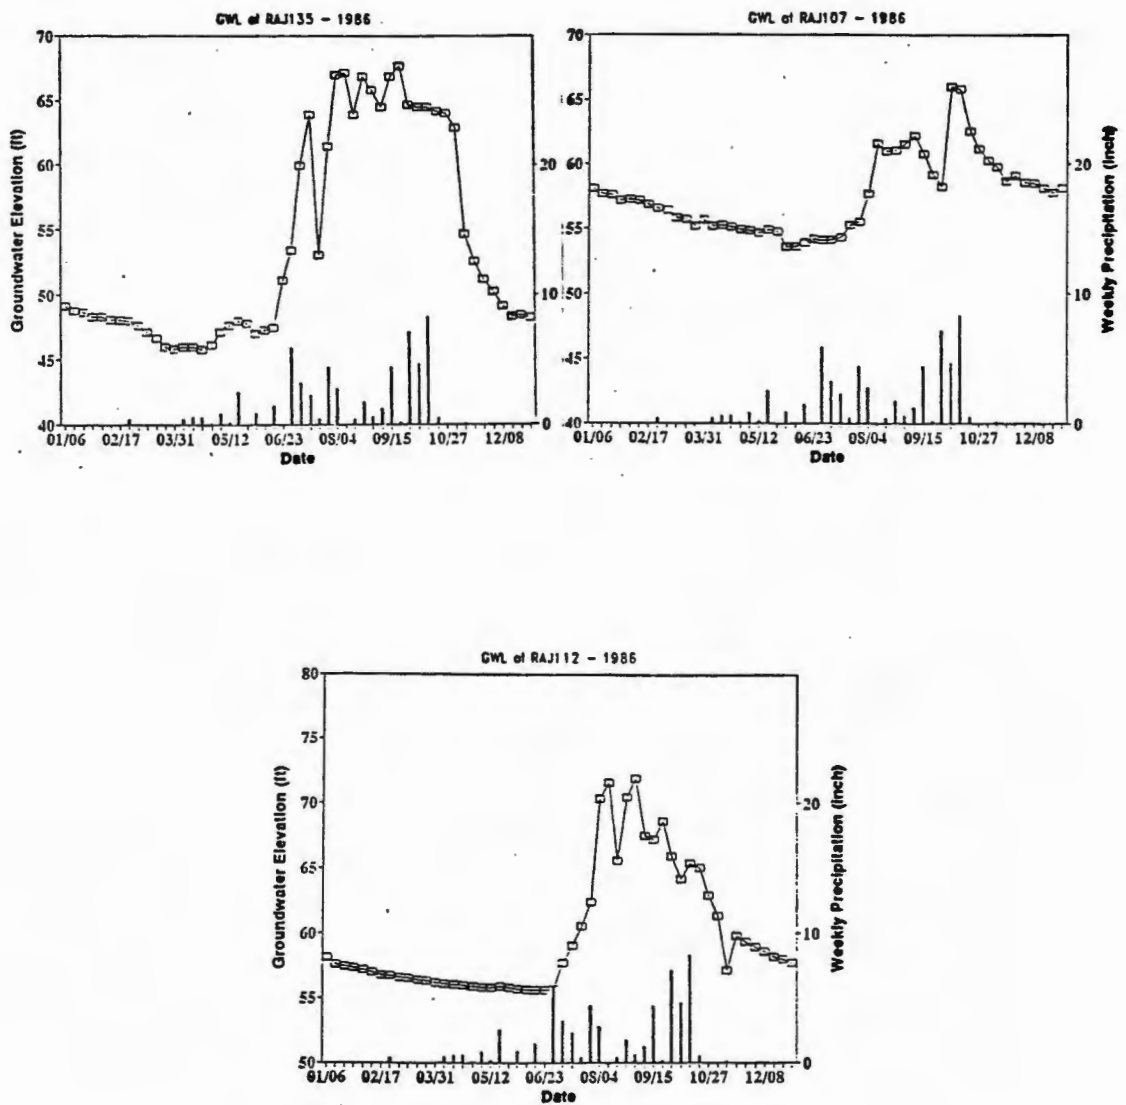 GWL of RAJ135 - 1986
70
65
60
55
50
45
40
Groundwater Elevation (ft)
20
10
0
01/06 02/17 03/31 05/12 06/23 08/04 09/15 10/27 12/08
Date
GWL of RAJ107 - 1986
70
65
60
55
50
45
40
20
10
0
Weekly Precipitation (inch)
01/06 02/17 03/31 05/12 06/23 08/04 09/15 10/27 12/08
Date
GWL of RAJ112 - 1986
80
75
70
65
60
55
50
Groundwater Elevation (ft)
20
10
0
Weekly Precipitation (inch)
01/06 02/17 03/31 05/12 06/23 08/04 09/15 10/27 12/08
Date